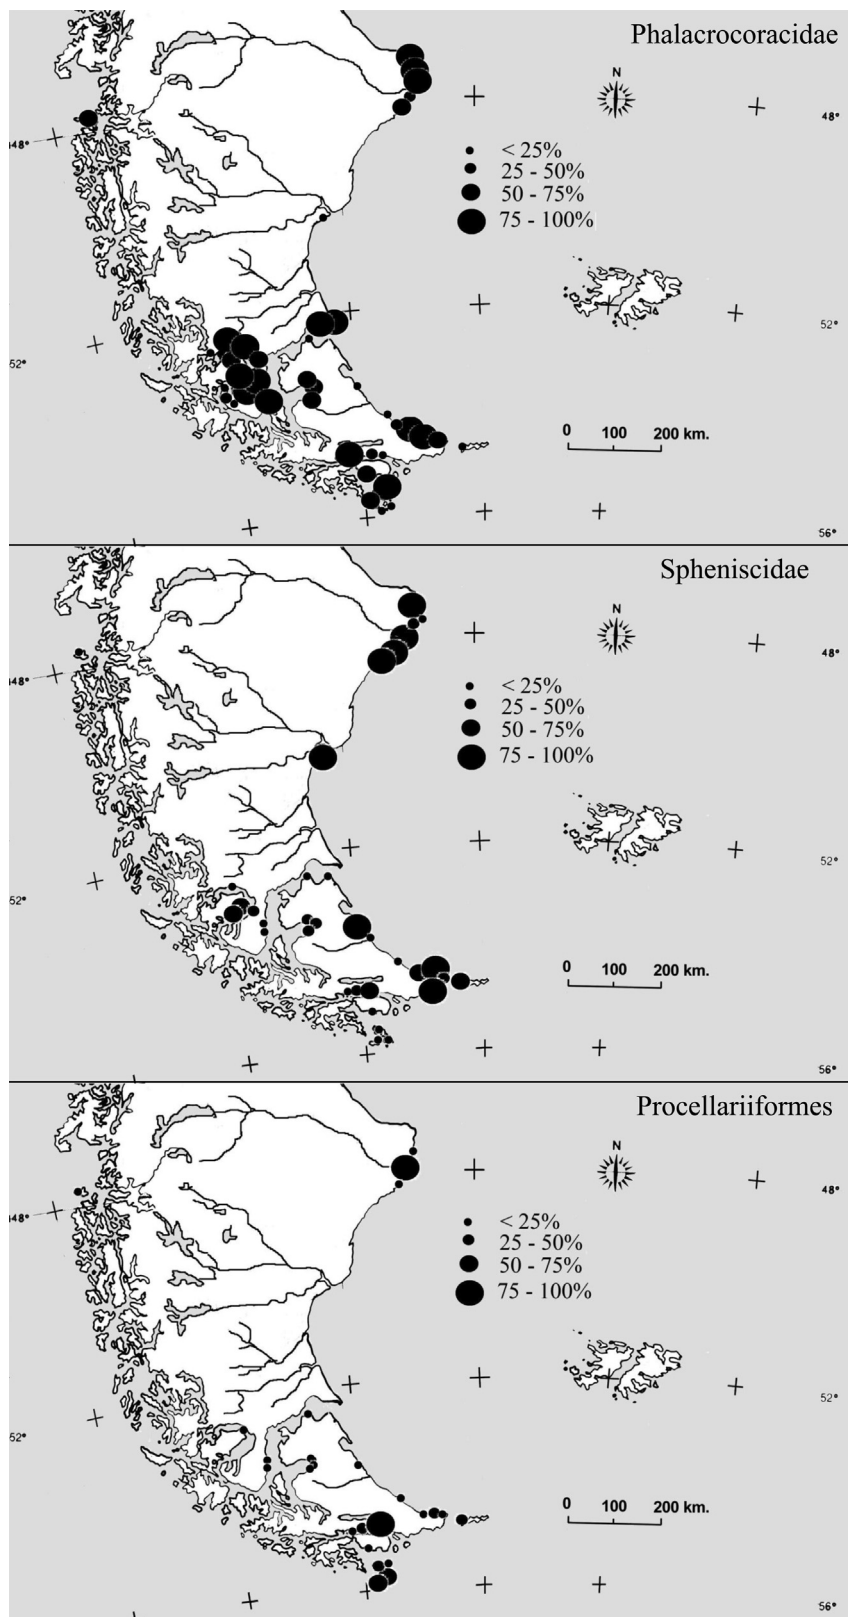 Phalacrocoracidae
N
48°
48°
< 25%
25 - 50%
50 - 75%
75 - 100%
52°
52°
0 100 200 km.
56°
Spheniscidae
N
48°
48°
< 25%
25 - 50%
50 - 75%
75 - 100%
52°
52°
0 100 200 km.
56°
Procellariiformes
N
48°
48°
< 25%
25 - 50%
50 - 75%
75 - 100%
52°
52°
0 100 200 km.
56°